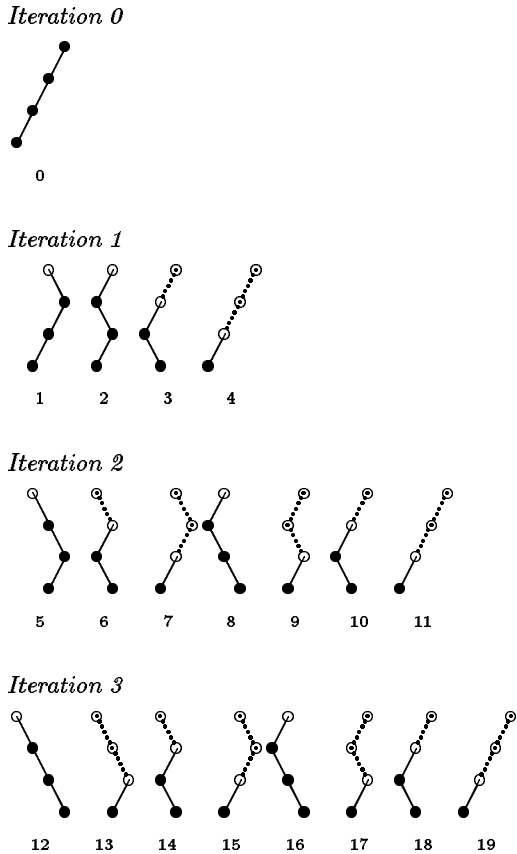 Iteration 0
0
Iteration 1
1 2 3 4
Iteration 2
5 6 7 8 9 10 11
Iteration 3
12 13 14 15 16 17 18 19